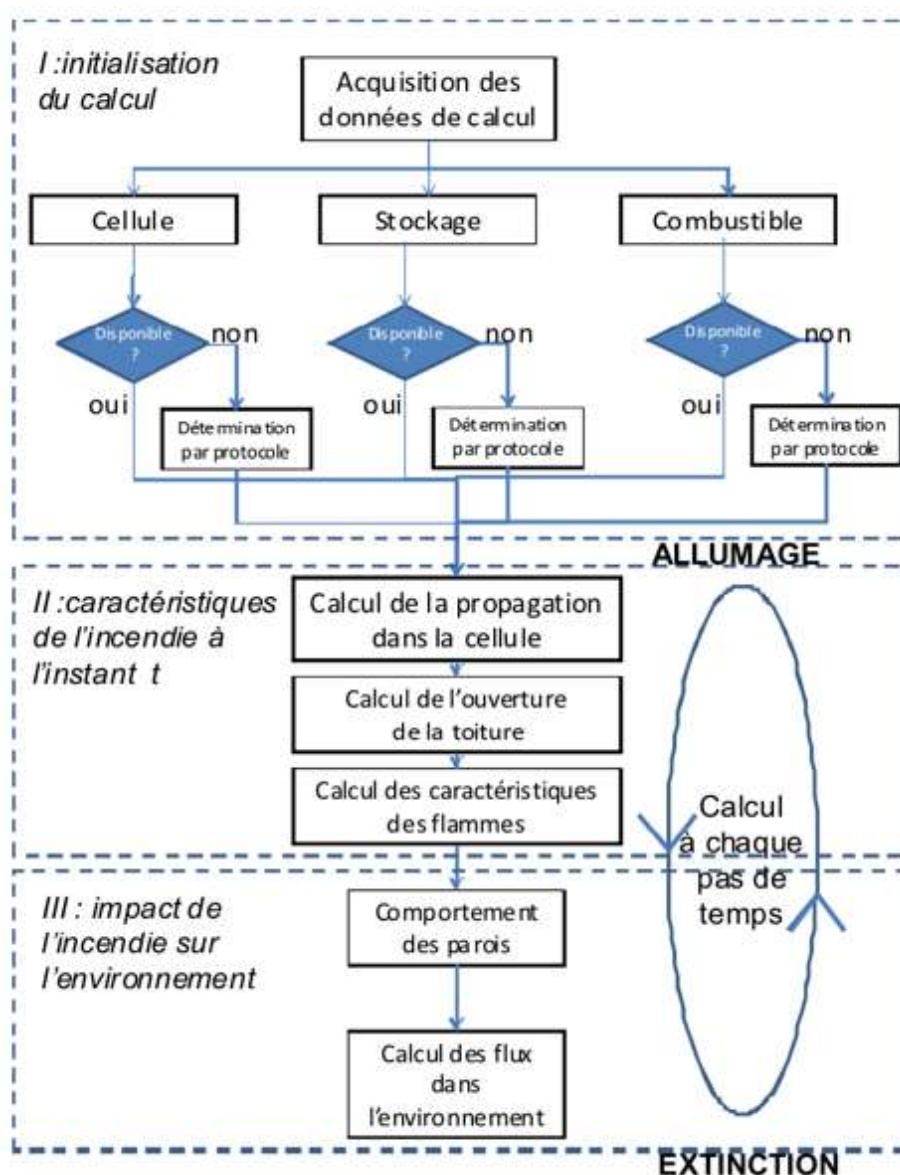 I :initialisation
du calcul
Acquisition des
données de calcul
Cellule
Stockage
Combustible
Disponible
?
non
oui
Disponible
?
non
oui
Disponible
?
non
oui
Détermination
par protocole
Détermination
par protocole
Détermination
par protocole
ALLUMAGE
II :caractéristiques
de l'incendie à
l'instant t
Calcul de la propagation
dans la cellule
Calcul de l'ouverture
de la toiture
Calcul des caractéristiques
des flammes
Calcul
à chaque
pas de
temps
III : impact de
l'incendie sur
l'environnement
Comportement
des parois
Calcul des flux
dans
l'environnement
EXTINCTION